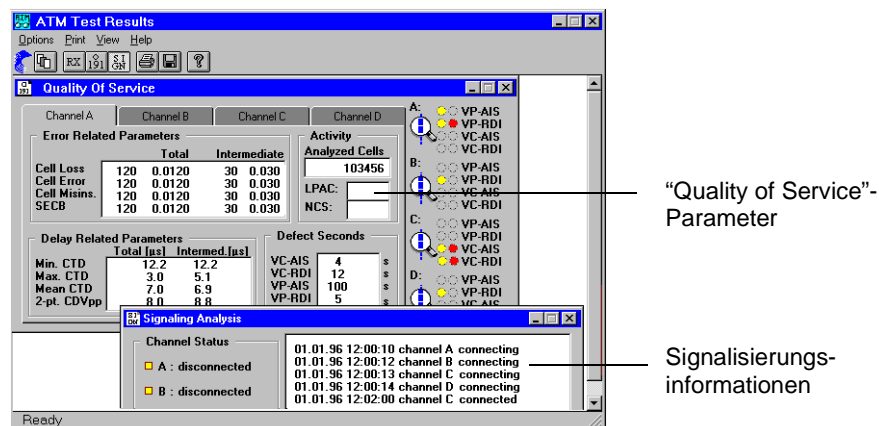 ATM Test Results
Options Print View Help
RX 191 SIGN ?
Quality Of Service
Channel A Channel B Channel C Channel D
Error Related Parameters
Total Intermediate
Cell Loss 120 0.0120 30 0.030
Cell Error 120 0.0120 30 0.030
Cell Misins. 120 0.0120 30 0.030
SECB 120 0.0120 30 0.030
Activity
Analyzed Cells
103456
LPAC:
NCS:
Delay Related Parameters
Total [µs] Intermed.[µs]
Min. CTD 12.2 12.2
Max. CTD 3.0 5.1
Mean CTD 7.0 6.9
2-pt. CDVpp 8.0 8.8
Defect Seconds
VC-AIS 4 s
VC-RDI 12 s
VP-AIS 100 s
VP-RDI 5 s
A:
VP-AIS
VP-RDI
VC-AIS
VC-RDI
B:
VP-AIS
VP-RDI
VC-AIS
VC-RDI
C:
VP-AIS
VP-RDI
VC-AIS
VC-RDI
D:
VP-AIS
VP-RDI
VC-AIS
Signaling Analysis
Channel Status
A : disconnected
B : disconnected
01.01.96 12:00:10 channel A connecting
01.01.96 12:00:12 channel B connecting
01.01.96 12:00:13 channel C connecting
01.01.96 12:00:14 channel D connecting
01.01.96 12:02:00 channel C connected
Ready
“Quality of Service”-
Parameter
Signalisierungs-
informationen